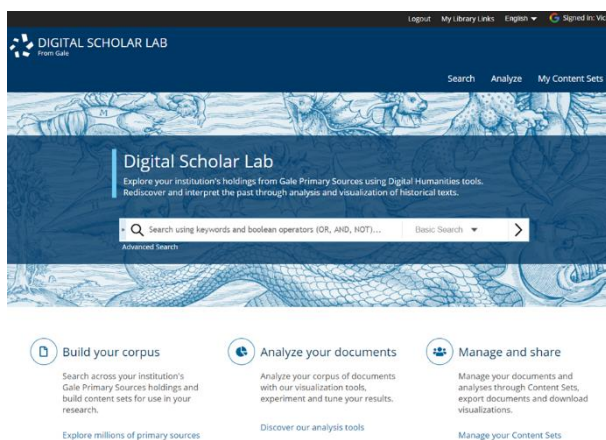 Logout My Library Links English Signed in: Vic
DIGITAL SCHOLAR LAB
From Gale
Search Analyze My Content Sets
M
Digital Scholar Lab
Explore your institution's holdings from Gale Primary Sources using Digital Humanities tools.
Rediscover and interpret the past through analysis and visualization of historical texts.
Search using keywords and boolean operators (OR, AND, NOT)... Basic Search
Advanced Search
Build your corpus
Search across your institution's
Gale Primary Sources holdings and
build content sets for use in your
research.
Explore millions of primary sources
Analyze your documents
Analyze your corpus of documents
with our visualization tools,
experiment and tune your results.
Discover our analysis tools
Manage and share
Manage your documents and
analyses through Content Sets,
export documents and download
visualizations.
Manage your Content Sets